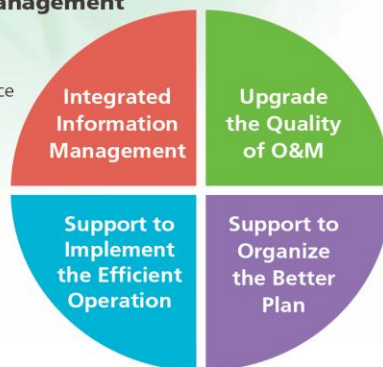 anagement
ce
Integrated
Information
Management
Upgrade
the Quality
of O&M
Support to
Implement
the Efficient
Operation
Support to
Organize
the Better
Plan